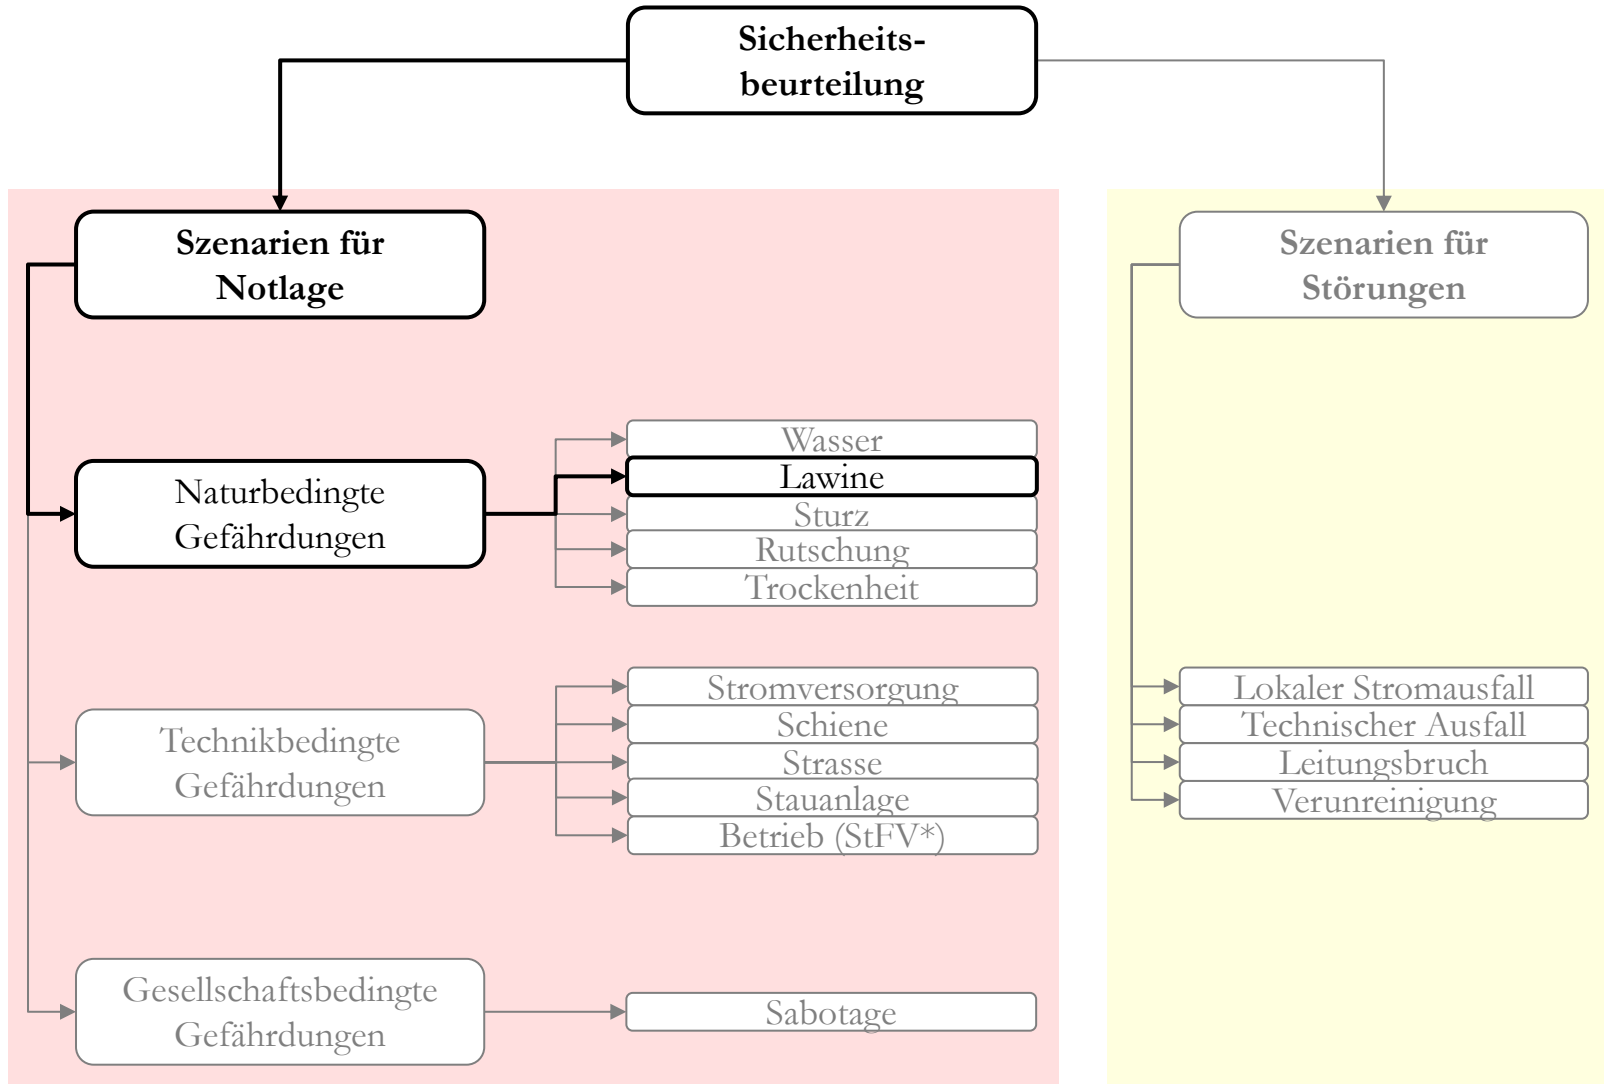 Sicherheits-
beurteilung
Szenarien für
Notlage
Szenarien für
Störungen
Naturbedingte
Gefährdungen
Wasser
Lawine
Sturz
Rutschung
Trockenheit
Technikbedingte
Gefährdungen
Stromversorgung
Schiene
Strasse
Stauanlage
Betrieb (StFV*)
Lokaler Stromausfall
Technischer Ausfall
Leitungsbruch
Verunreinigung
Gesellschaftsbedingte
Gefährdungen
Sabotage